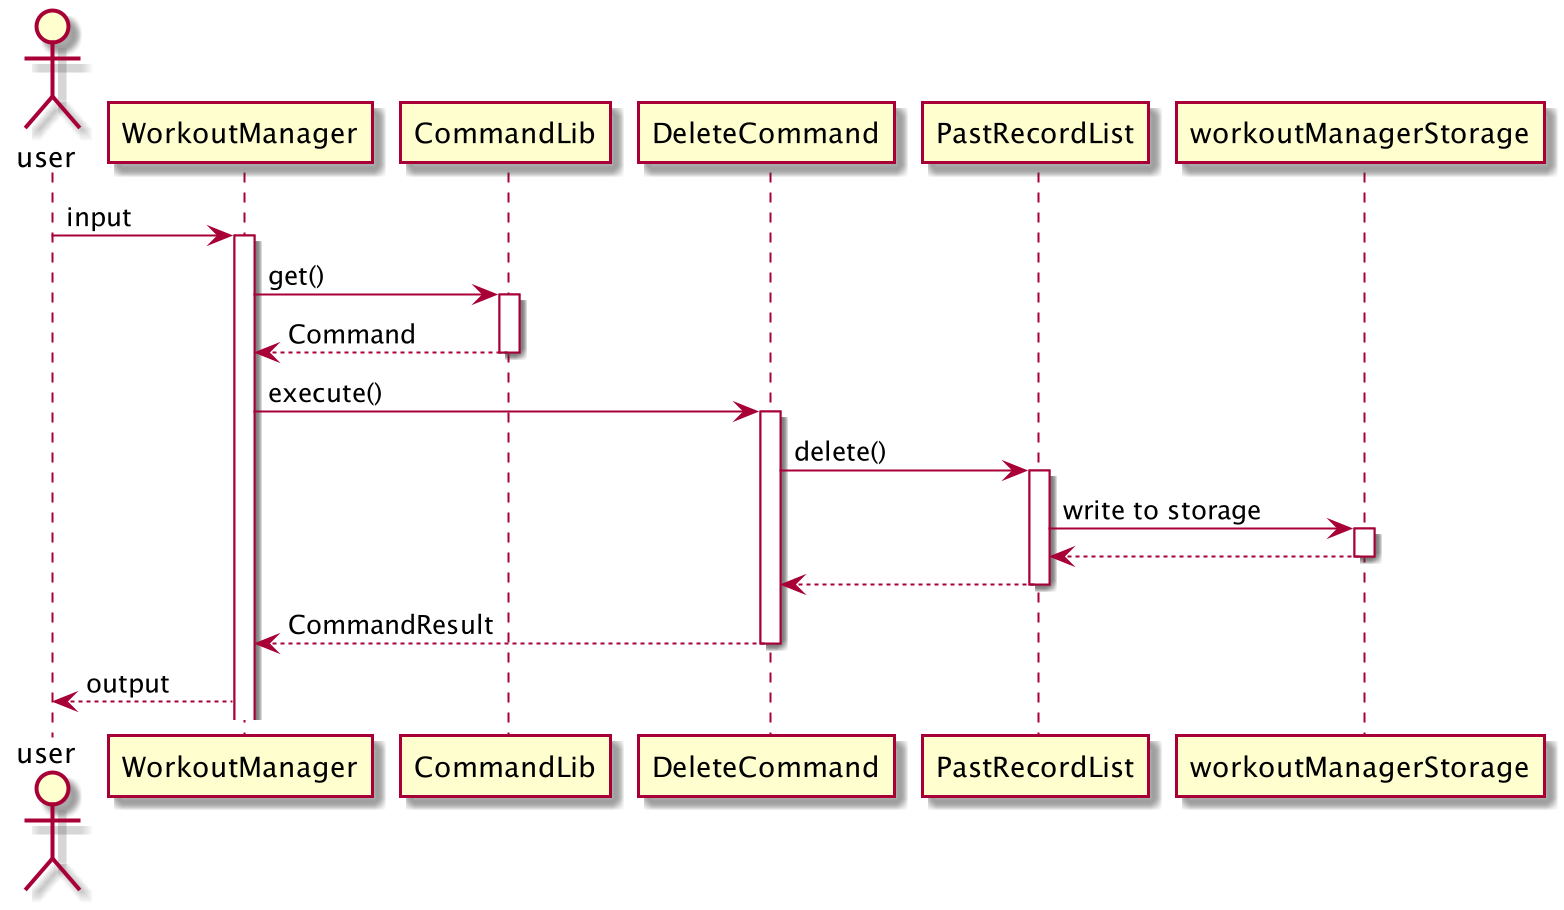 user
WorkoutManager
CommandLib
DeleteCommand
PastRecordList
workoutManagerStorage
input
get()
Command
execute()
delete()
write to storage
CommandResult
output
user
WorkoutManager
CommandLib
DeleteCommand
PastRecordList
workoutManagerStorage